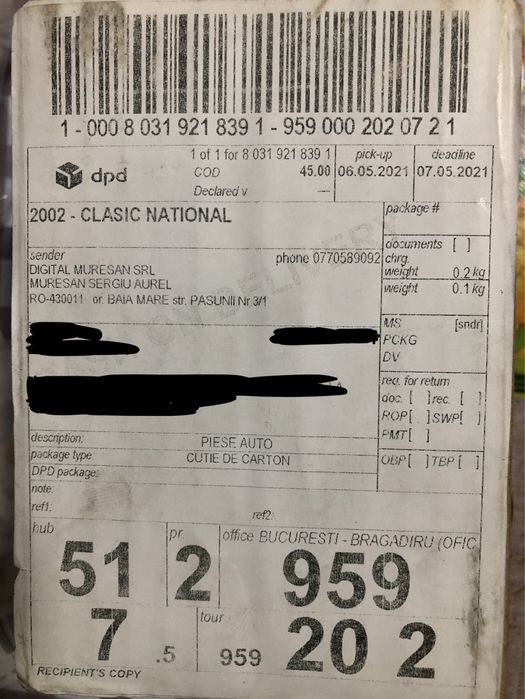 1 - 000 8 031 921 839 1 - 959 000 202 07 2 1
1 of 1 for 8 031 921 839 1
COD 45.00
Declared v. ---
pick-up
06.05.2021
deadline
07.05.2021
dpd
2002 - CLASIC NATIONAL
package #
documents [ ]
chrg.
weight 0.2 kg
weight 0.1 kg
sender phone 0770589092
DIGITAL MURESAN SRL
MURESAN SERGIU AUREL
RO-430011 or. BAIA MARE str. PASUNII Nr 3/1
MS [sndr]
PCKG
DV
req. for return
doc. [ ] rec. [ ]
ROP[ ] SWP[ ]
PMT[ ]
OBP[ ] TBP[ ]
description: PIESE AUTO
package type: CUTIE DE CARTON
DPD package:
note:
ref1: ref2:
hub
51
pr.
2
office BUCURESTI - BRAGADIRU (OFIC
959
7 .5
tour
959 20 2
RECIPIENT'S COPY